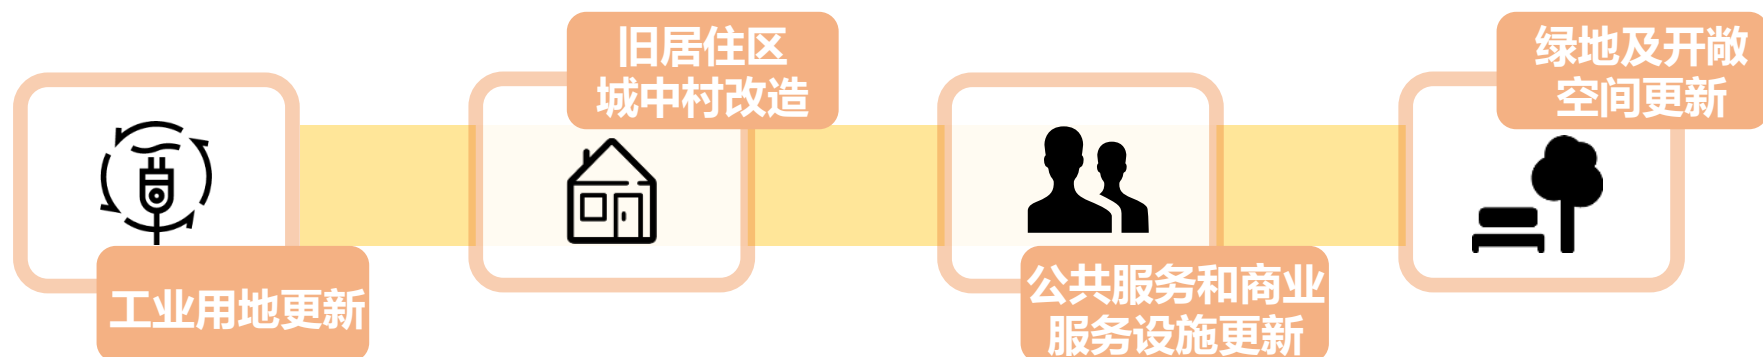 工业用地更新
旧居住区
城中村改造
公共服务和商业
服务设施更新
绿地及开敞
空间更新